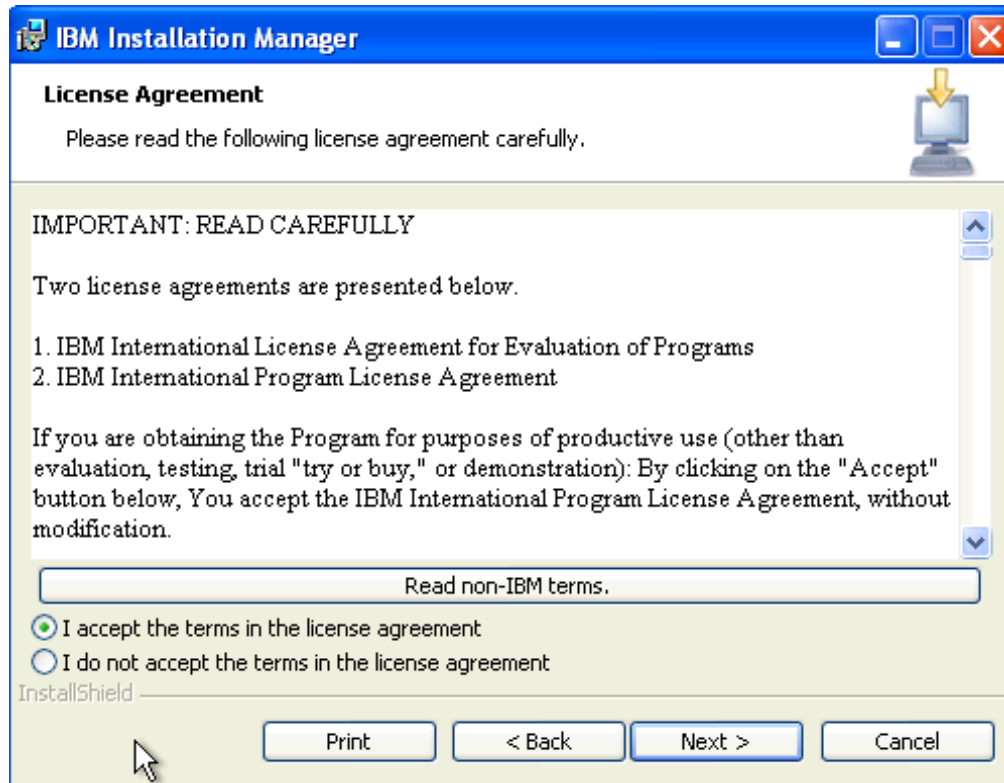 IBM Installation Manager
License Agreement
Please read the following license agreement carefully.
IMPORTANT: READ CAREFULLY
Two license agreements are presented below.
1. IBM International License Agreement for Evaluation of Programs
2. IBM International Program License Agreement
If you are obtaining the Program for purposes of productive use (other than
evaluation, testing, trial "try or buy," or demonstration): By clicking on the "Accept"
button below, You accept the IBM International Program License Agreement, without
modification.
Read non-IBM terms.
I accept the terms in the license agreement
I do not accept the terms in the license agreement
InstallShield
Print < Back Next > Cancel